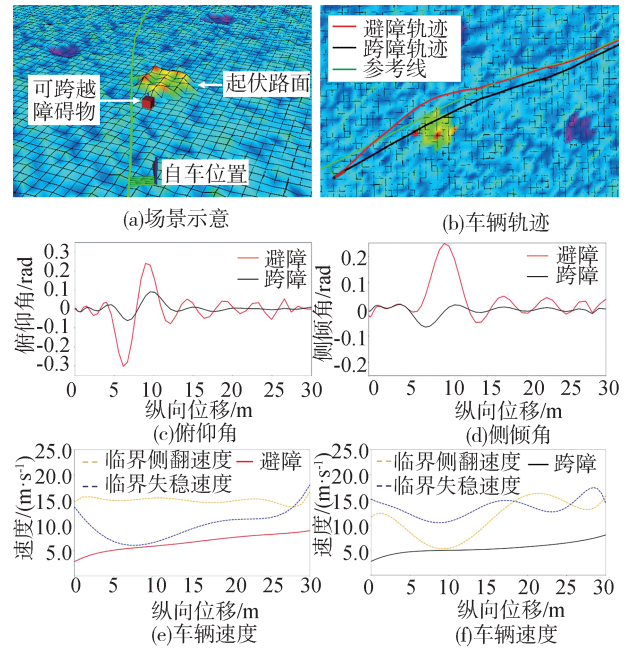 可跨越
障碍物
起伏路面
自车位置
(a)场景示意
避障轨迹
跨障轨迹
参考线
(b)车辆轨迹
俯仰角/rad
0.3
0.2
0.1
0
-0.1
-0.2
-0.3
避障
跨障
0 5 10 15 20 25 30
纵向位移/m
(c)俯仰角
侧倾角/rad
0.2
0.1
0
-0.1
-0.2
避障
跨障
0 5 10 15 20 25 30
纵向位移/m
(d)侧倾角
速度/(m·s⁻¹)
25.0
20.0
15.0
10.0
5.0
临界侧翻速度 避障
临界失稳速度
0 5 10 15 20 25 30
纵向位移/m
(e)车辆速度
速度/(m·s⁻¹)
25.0
20.0
15.0
10.0
5.0
临界侧翻速度 跨障
临界失稳速度
0 5 10 15 20 25 30
纵向位移/m
(f)车辆速度